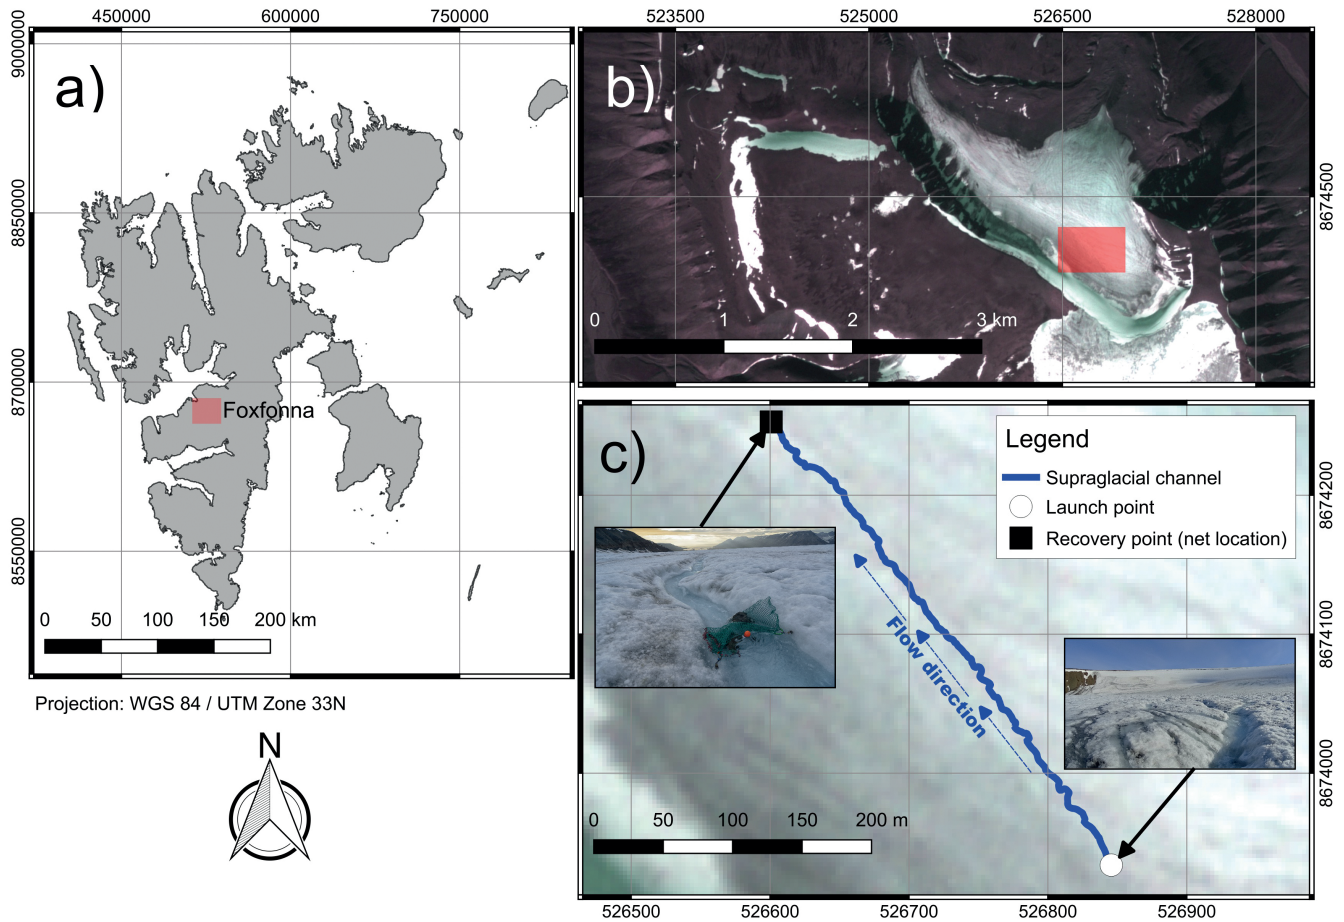 450000 600000 750000
9000000
8850000
8700000
8550000
a)
Foxfonna
0 50 100 150 200 km
Projection: WGS 84 / UTM Zone 33N
N
523500 525000 526500 528000
8674500
b)
0 1 2 3 km
c)
Legend
Supraglacial channel
Launch point
Recovery point (net location)
Flow direction
8674200
8674100
8674000
0 50 100 150 200 m
526500 526600 526700 526800 526900